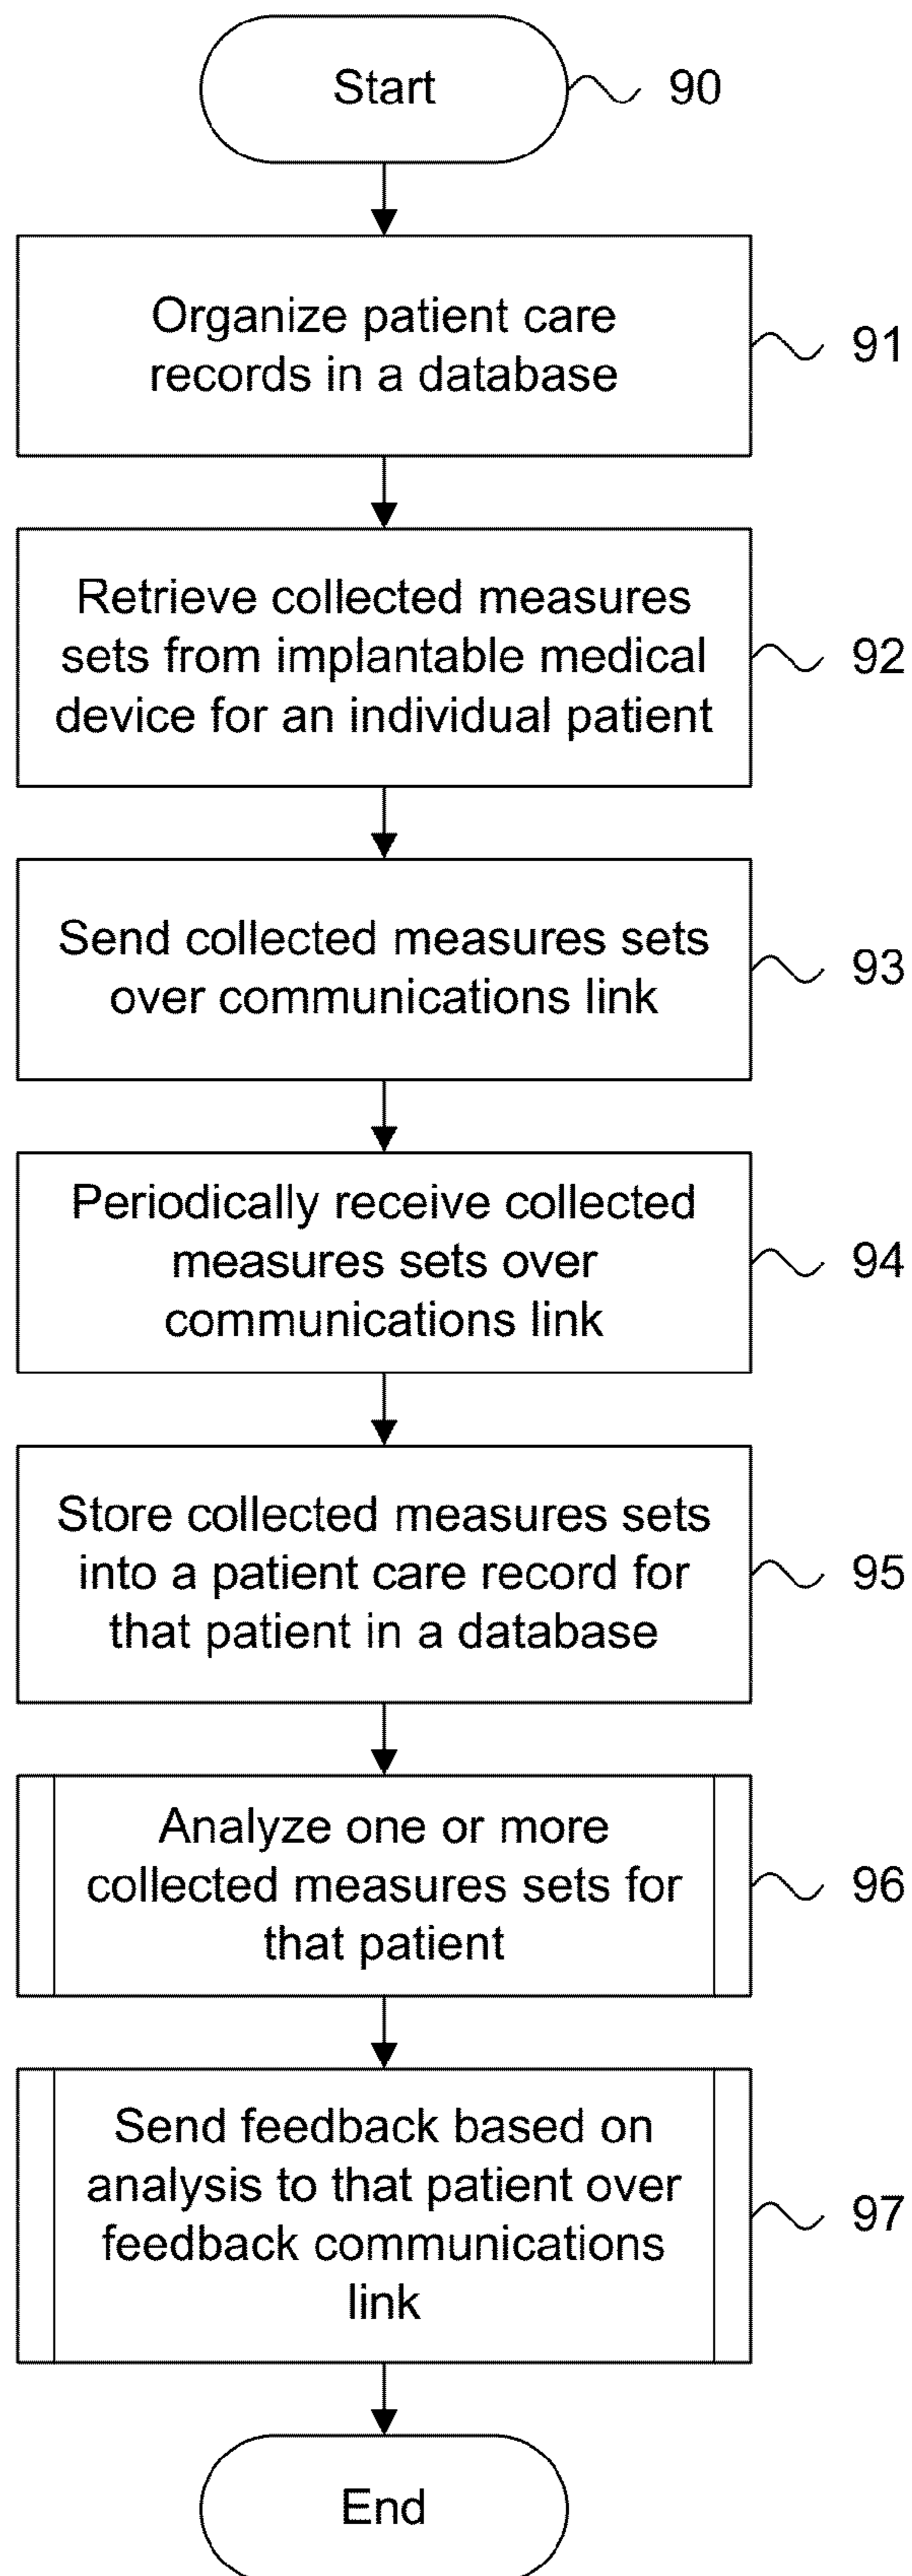 Start
90
Organize patient care
records in a database
91
Retrieve collected measures
sets from implantable medical
device for an individual patient
92
Send collected measures sets
over communications link
93
Periodically receive collected
measures sets over
communications link
94
Store collected measures sets
into a patient care record for
that patient in a database
95
Analyze one or more
collected measures sets for
that patient
96
Send feedback based on
analysis to that patient over
feedback communications
link
97
End